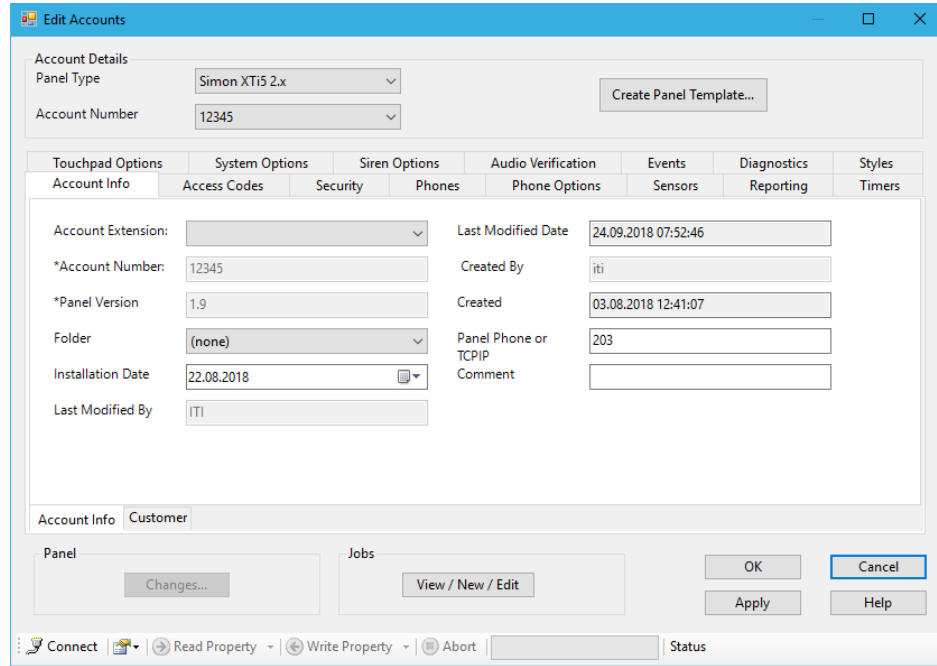 Edit Accounts
Account Details
Panel Type
Simon XTi5 2.x
Create Panel Template...
Account Number
12345
Touchpad Options System Options Siren Options Audio Verification Events Diagnostics Styles
Account Info Access Codes Security Phones Phone Options Sensors Reporting Timers
Account Extension:
Last Modified Date 24.09.2018 07:52:46
*Account Number: 12345
Created By iti
*Panel Version 1.9
Created 03.08.2018 12:41:07
Folder (none)
Panel Phone or
TCPIP
203
Installation Date 22.08.2018
Comment
Last Modified By ITI
Account Info Customer
Panel
Changes...
Jobs
View / New / Edit
OK Cancel
Apply Help
Connect Read Property Write Property Abort Status